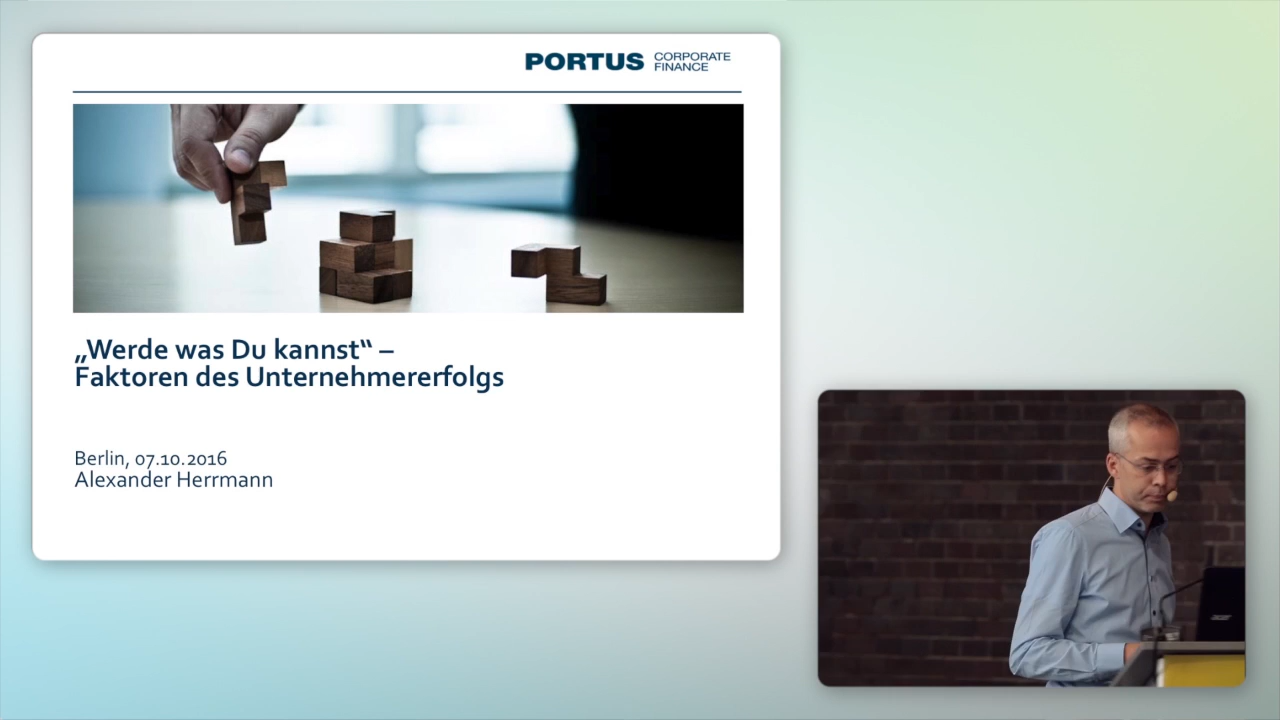 PORTUS CORPORATE
FINANCE
„Werde was Du kannst“ –
Faktoren des Unternehmererfolgs
Berlin, 07.10.2016
Alexander Herrmann